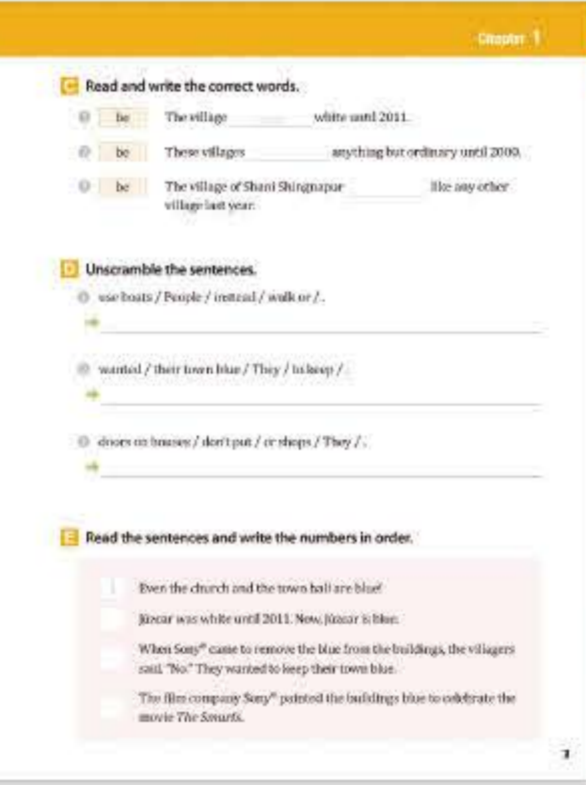 Chapter 1
C Read and write the correct words.
1 be The village white until 2011.
2 be These villages anything but ordinary until 2000.
3 be The village of Shani Shingnapur like any other
village last year.
D Unscramble the sentences.
1 use boats / People / instead / walk or / .
2 wanted / their town blue / They / to keep / .
3 doors on houses / don't put / or shops / They / .
E Read the sentences and write the numbers in order.
1 Even the church and the town hall are blue!
Júzcar was white until 2011. Now, Júzcar is blue.
When Sony® came to remove the blue from the buildings, the villagers
said, "No." They wanted to keep their town blue.
The film company Sony® painted the buildings blue to celebrate the
movie The Smurfs.